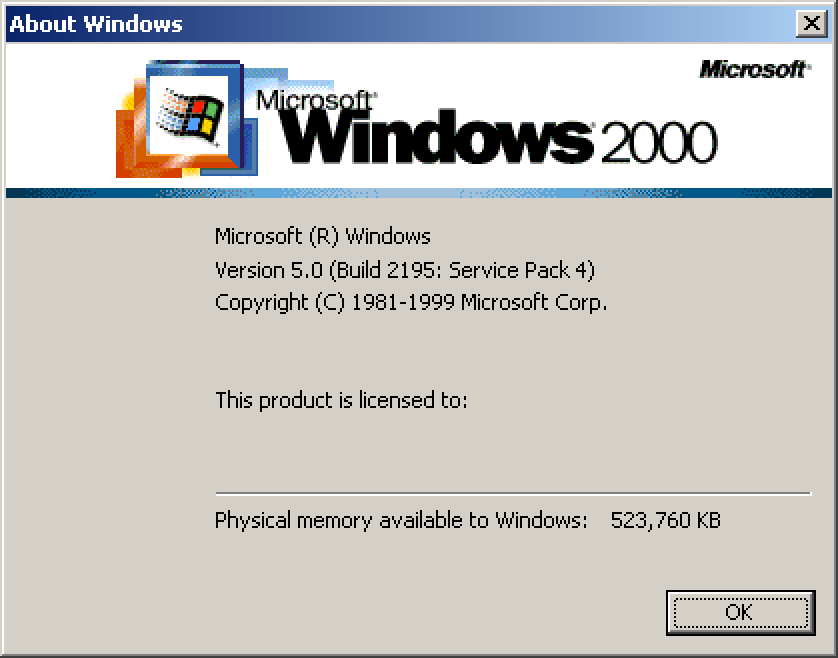 About Windows
Microsoft®
Microsoft®
Windows® 2000
Microsoft (R) Windows
Version 5.0 (Build 2195: Service Pack 4)
Copyright (C) 1981-1999 Microsoft Corp.
This product is licensed to:
Physical memory available to Windows: 523,760 KB
OK